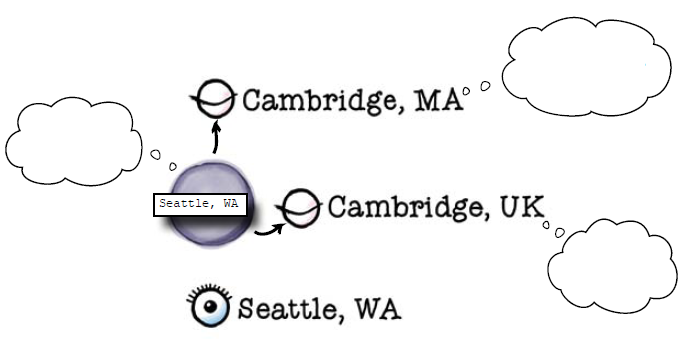 Cambridge, MA
Seattle, WA
Cambridge, UK
Seattle, WA